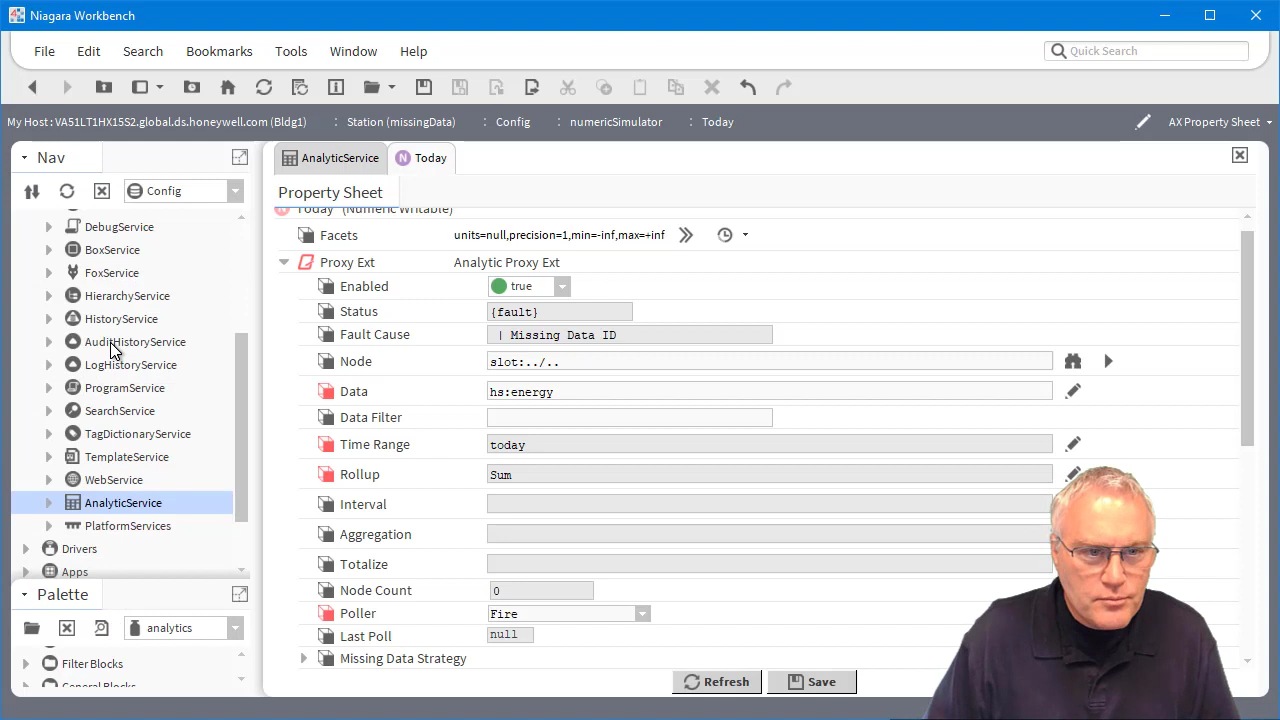 Niagara Workbench
File Edit Search Bookmarks Tools Window Help
Quick Search
My Host : VA51LT1HX15S2.global.ds.honeywell.com (Bldg1) : Station (missingData) : Config : numericSimulator : Today
AX Property Sheet
Nav
Config
DebugService
BoxService
FoxService
HierarchyService
HistoryService
AuditHistoryService
LogHistoryService
ProgramService
SearchService
TagDictionaryService
TemplateService
WebService
AnalyticService
PlatformServices
Drivers
Apps
Palette
analytics
Filter Blocks
General Blocks
AnalyticService
N Today
Property Sheet
Today (Numeric Writable)
Facets units=null,precision=1,min=-inf,max=+inf
Proxy Ext Analytic Proxy Ext
Enabled true
Status {fault}
Fault Cause | Missing Data ID
Node slot:../..
Data hs:energy
Data Filter
Time Range today
Rollup Sum
Interval
Aggregation
Totalize
Node Count 0
Poller Fire
Last Poll null
Missing Data Strategy
Refresh Save